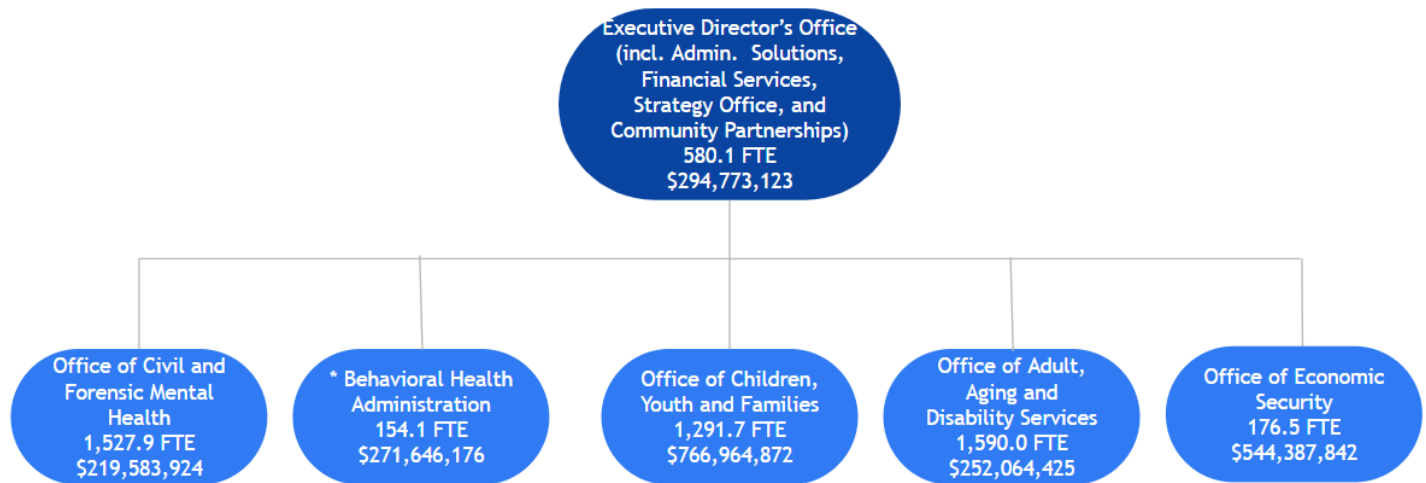 Executive Director's Office
(incl. Admin. Solutions,
Financial Services,
Strategy Office, and
Community Partnerships)
580.1 FTE
$294,773,123
Office of Civil and
Forensic Mental
Health
1,527.9 FTE
$219,583,924
* Behavioral Health
Administration
154.1 FTE
$271,646,176
Office of Children,
Youth and Families
1,291.7 FTE
$766,964,872
Office of Adult,
Aging and
Disability Services
1,590.0 FTE
$252,064,425
Office of Economic
Security
176.5 FTE
$544,387,842